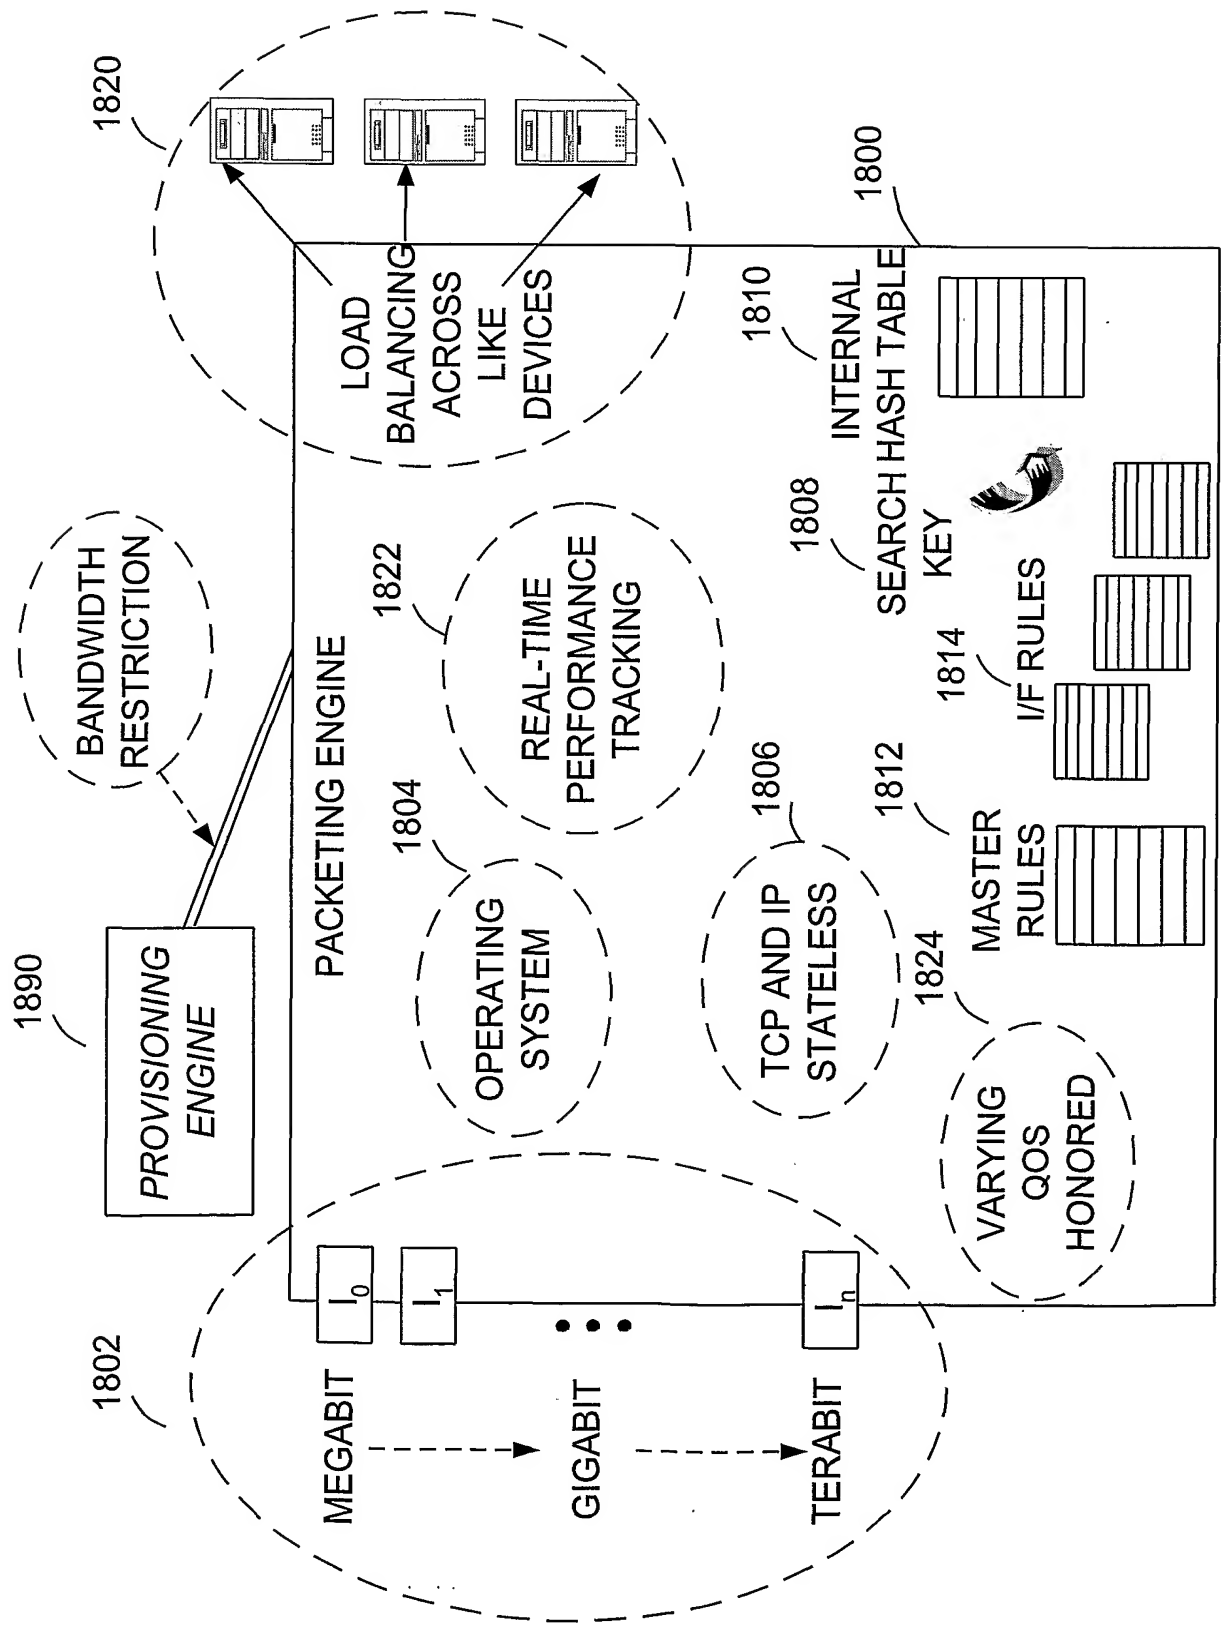 1890
PROVISIONING
ENGINE
BANDWIDTH
RESTRICTION
1820
1802
MEGABIT
GIGABIT
TERABIT
I0
I1
In
PACKETING ENGINE
1804
OPERATING
SYSTEM
1822
REAL-TIME
PERFORMANCE
TRACKING
LOAD
BALANCING
ACROSS
LIKE
DEVICES
1806
TCP AND IP
STATELESS
1824
VARYING
QOS
HONORED
1812
MASTER
RULES
1814
I/F RULES
1808
KEY
1810
INTERNAL
SEARCH HASH TABLE
1800